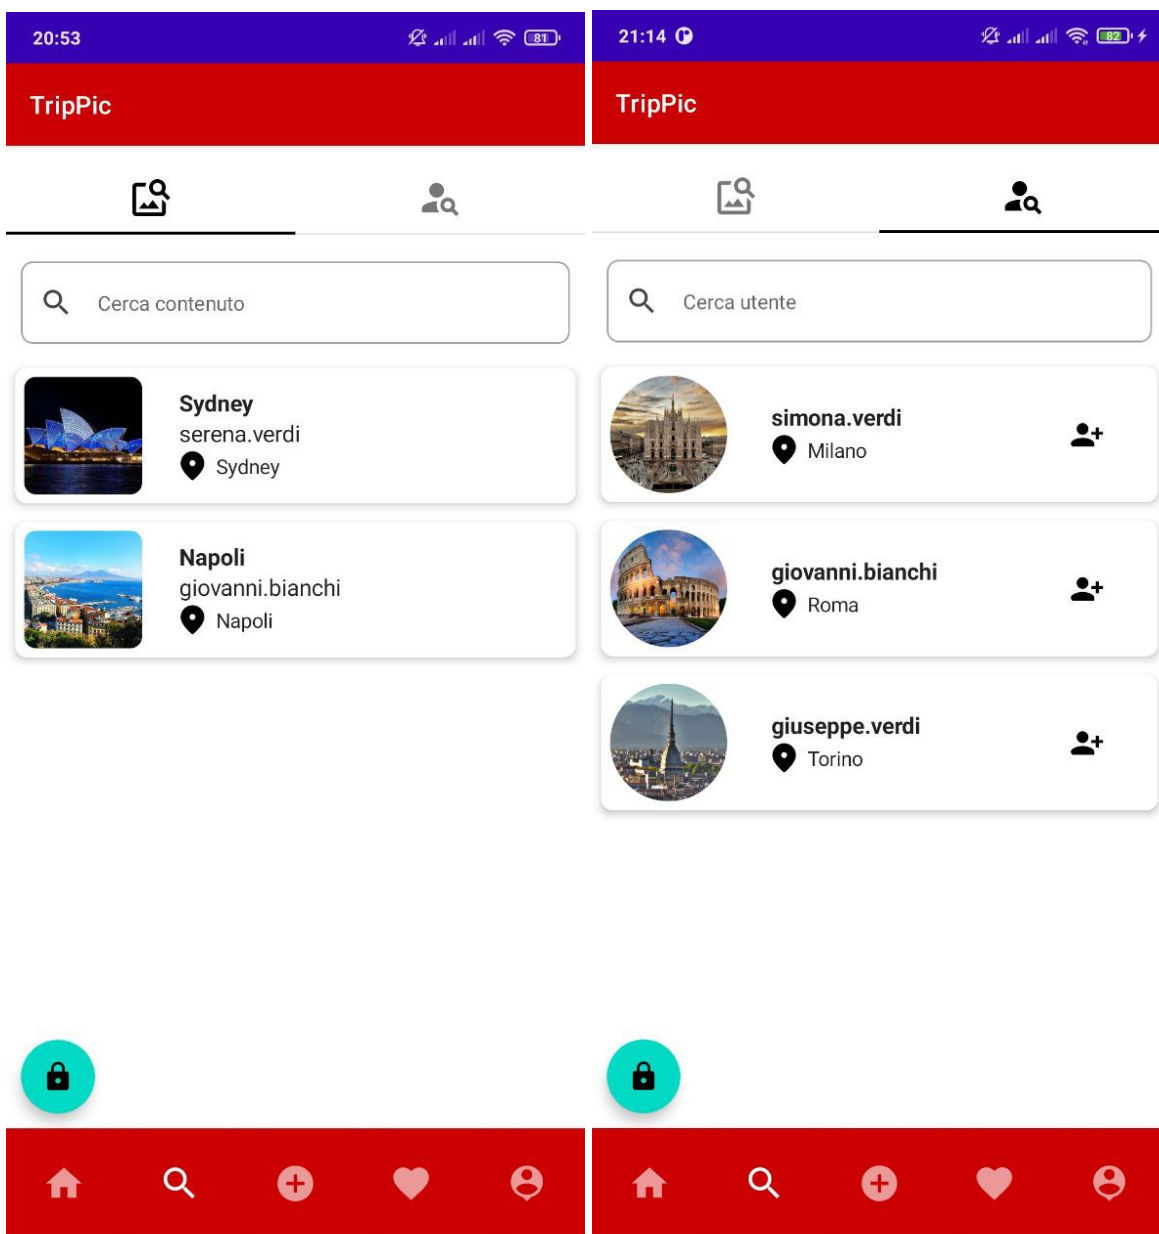 20:53
81
TripPic
Cerca contenuto
Sydney
serena.verdi
Sydney
Napoli
giovanni.bianchi
Napoli
21:14
82
TripPic
Cerca utente
simona.verdi
Milano
giovanni.bianchi
Roma
giuseppe.verdi
Torino